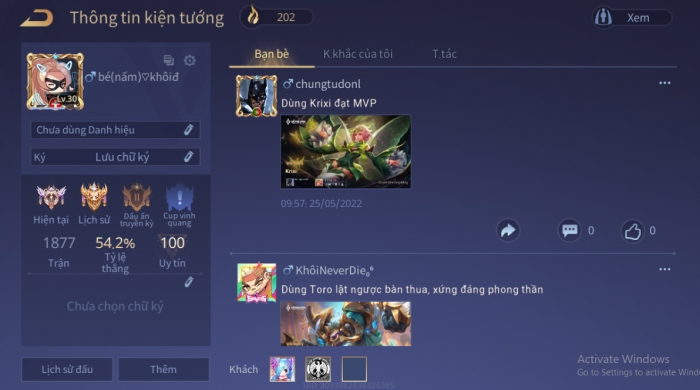 Thông tin kiện tướng
202
Xem
Bạn bè
K.khắc của tôi
T.tác
bé(nấm)♡khôiđ
Lv.30
Chưa dùng Danh hiệu
Ký
Lưu chữ ký
Hiện tại
Lịch sử
Dấu ấn truyền kỳ
Cup vinh quang
1877
54,2%
100
Trận
Tỷ lệ thắng
Uy tín
Chưa chọn chữ ký
Lịch sử đấu
Thêm
chungtudonl
Dùng Krixi đạt MVP
Krixi
09:57: 25/05/2022
0
0
KhôiNeverDie
Dùng Toro lật ngược bàn thua, xứng đáng phong thần
Khách
Activate Windows
Go to Settings to activate Wind